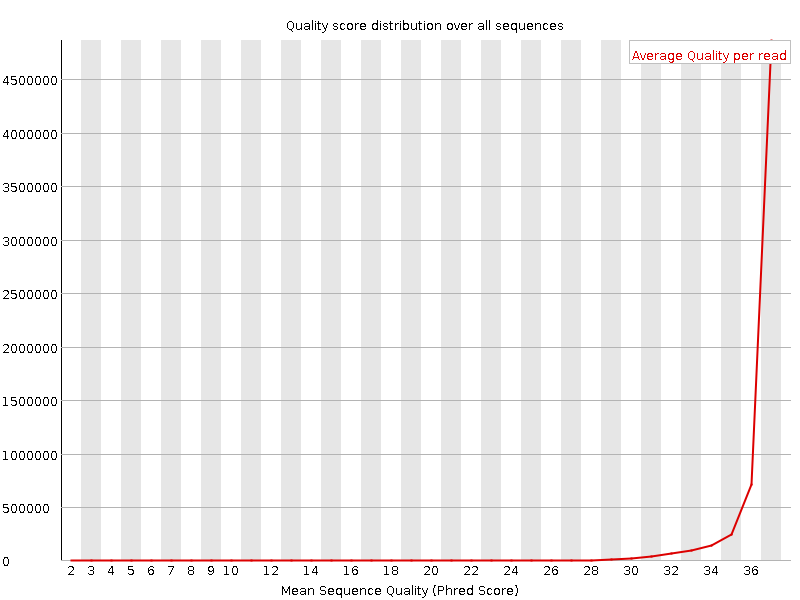 Quality score distribution over all sequences
Average Quality per read
4500000
4000000
3500000
3000000
2500000
2000000
1500000
1000000
500000
0
2 3 4 5 6 7 8 9 10 12 14 16 18 20 22 24 26 28 30 32 34 36
Mean Sequence Quality (Phred Score)